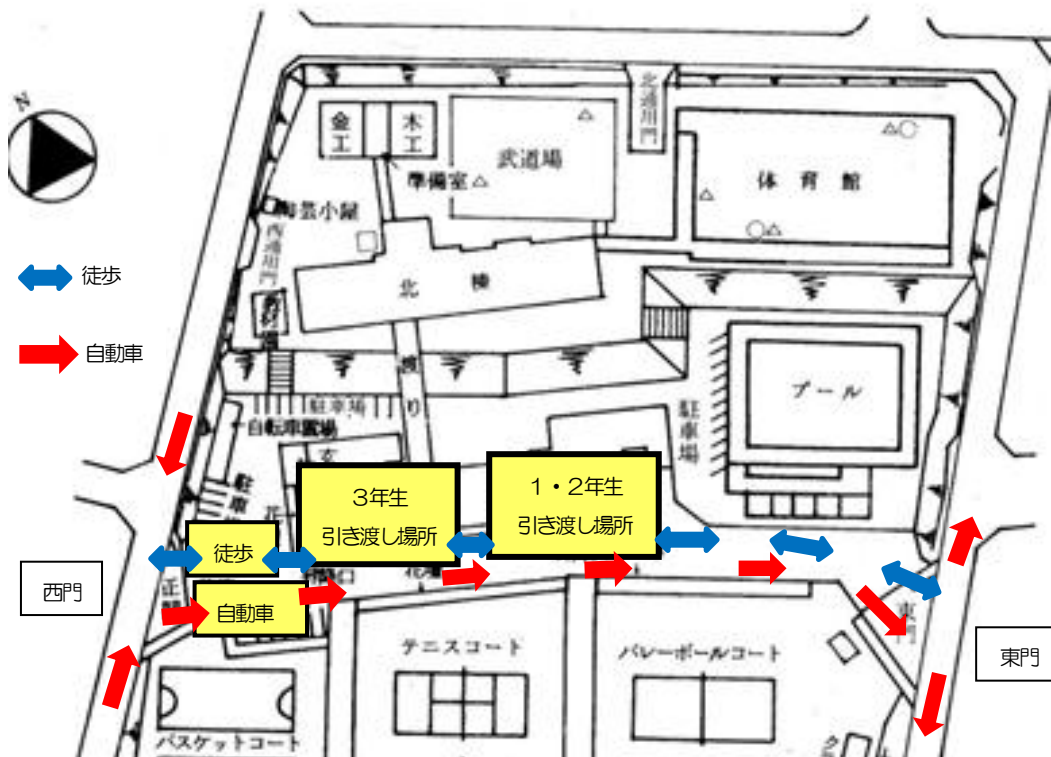 N
徒歩
自動車
金工
木工
準備室
武道場
北通用門
体育館
陶芸小屋
西通用門
北棟
渡り
駐車場
自転車置場
プール
駐車場
3年生
引き渡し場所
1・2年生
引き渡し場所
徒歩
自動車
西門
東門
東門
テニスコート
バレーボールコート
バスケットコート